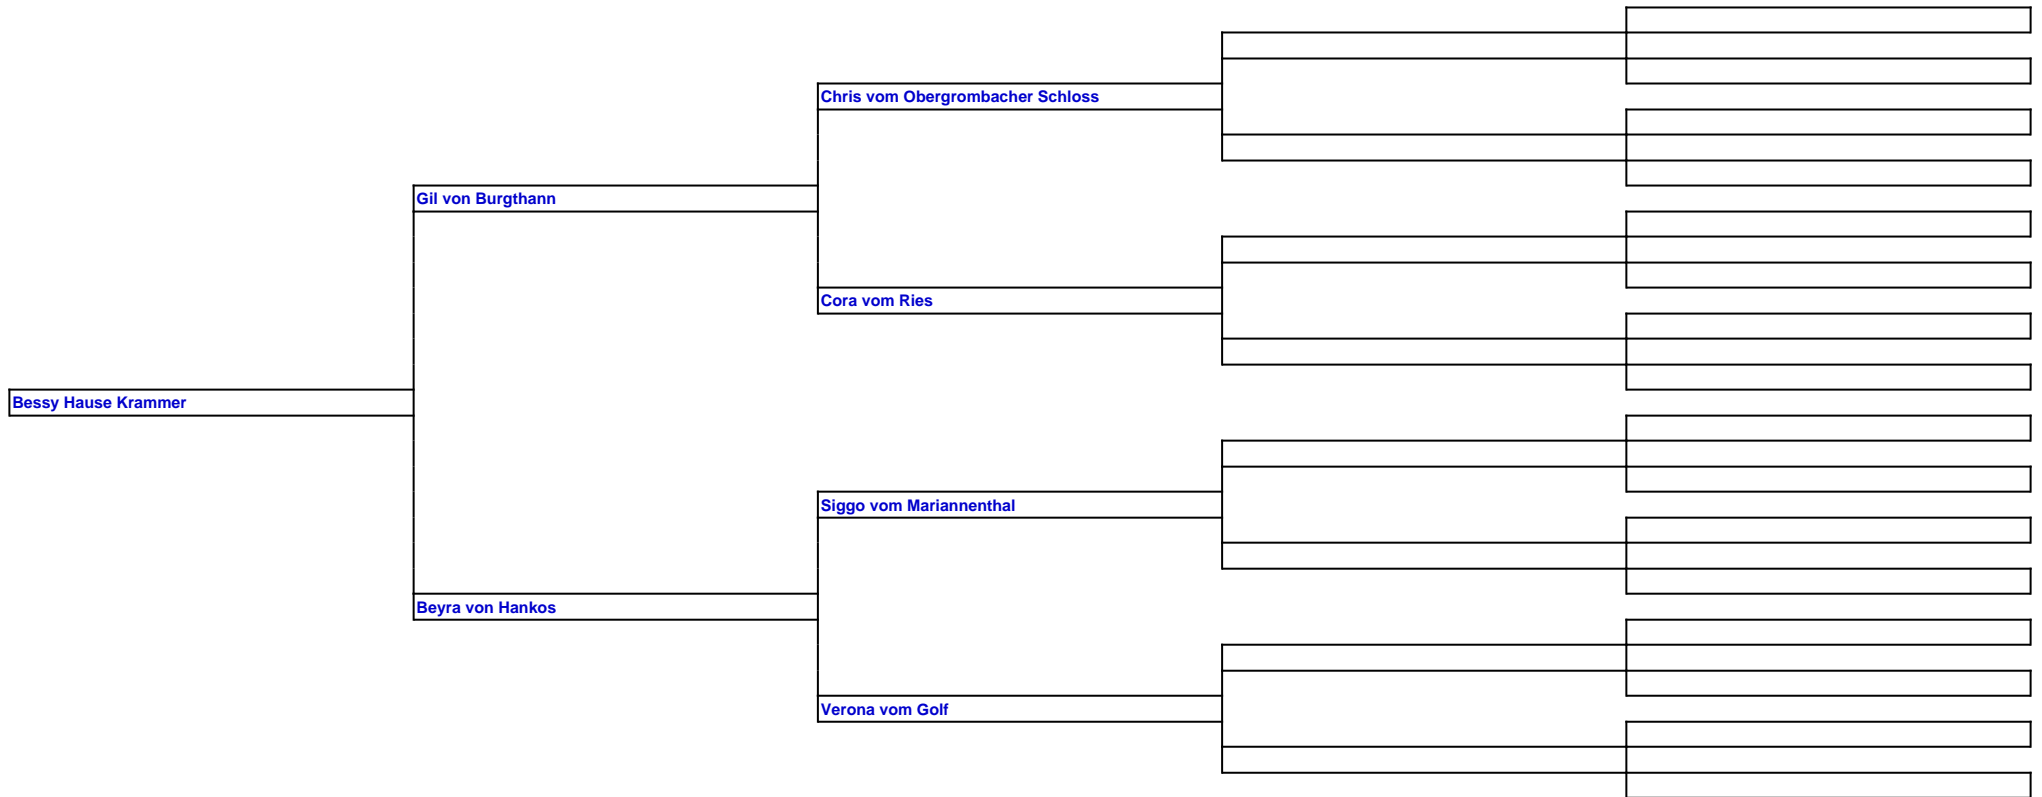 Chris vom Obergrombacher Schloss
Gil von Burgthann
Cora vom Ries
Bessy Hause Krammer
Siggo vom Mariannenthal
Beyra von Hankos
Verona vom Golf